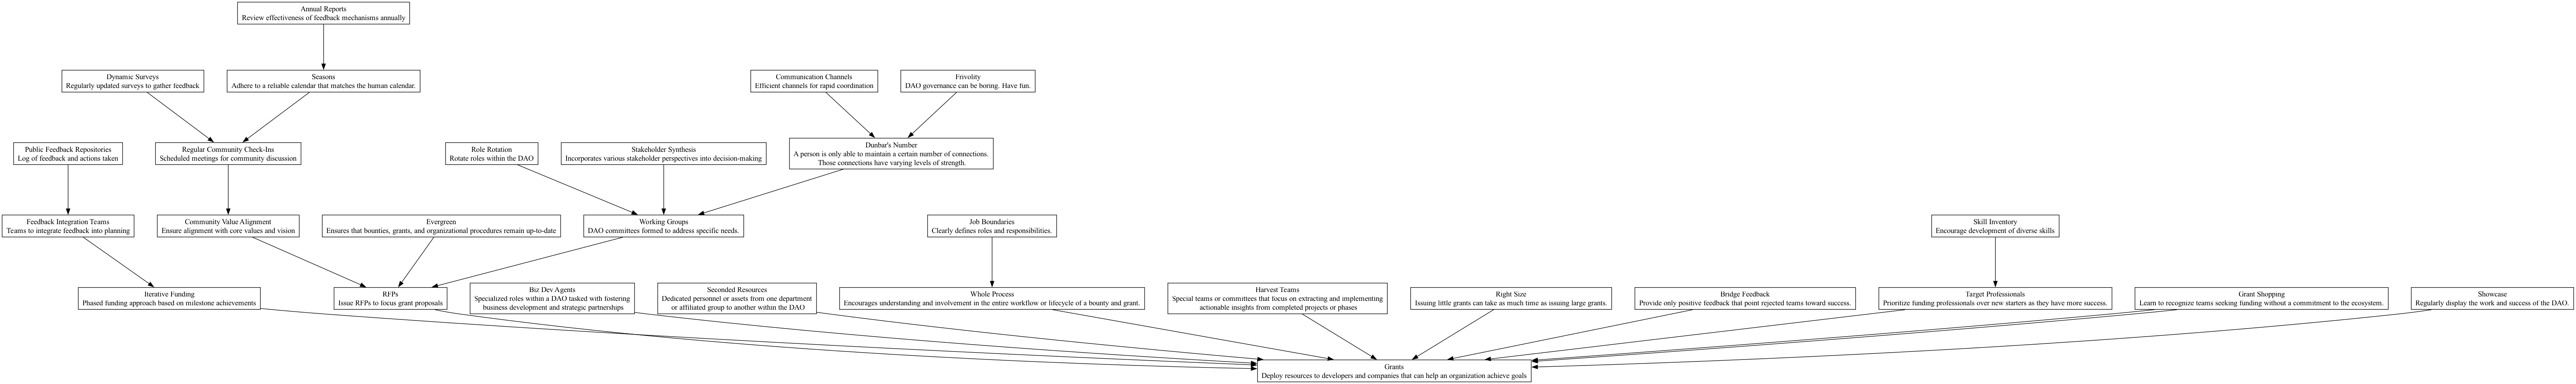 Annual Reports
Review effectiveness of feedback mechanisms annually
Dynamic Surveys
Regularly updated surveys to gather feedback
Seasons
Adhere to a reliable calendar that matches the human calendar.
Communication Channels
Efficient channels for rapid coordination
Frivolity
DAO governance can be boring. Have fun.
Public Feedback Repositories
Log of feedback and actions taken
Regular Community Check-Ins
Scheduled meetings for community discussion
Role Rotation
Rotate roles within the DAO
Stakeholder Synthesis
Incorporates various stakeholder perspectives into decision-making
Dunbar's Number
A person is only able to maintain a certain number of connections.
Those connections have varying levels of strength.
Feedback Integration Teams
Teams to integrate feedback into planning
Community Value Alignment
Ensure alignment with core values and vision
Evergreen
Ensures that bounties, grants, and organizational procedures remain up-to-date
Working Groups
DAO committees formed to address specific needs.
Job Boundaries
Clearly defines roles and responsibilities.
Skill Inventory
Encourage development of diverse skills
Iterative Funding
Phased funding approach based on milestone achievements
RFPs
Issue RFPs to focus grant proposals
Biz Dev Agents
Specialized roles within a DAO tasked with fostering
business development and strategic partnerships
Seconded Resources
Dedicated personnel or assets from one department
or affiliated group to another within the DAO
Whole Process
Encourages understanding and involvement in the entire workflow or lifecycle of a bounty and grant.
Harvest Teams
Special teams or committees that focus on extracting and implementing
actionable insights from completed projects or phases
Right Size
Issuing little grants can take as much time as issuing large grants.
Bridge Feedback
Provide only positive feedback that point rejected teams toward success.
Target Professionals
Prioritize funding professionals over new starters as they have more success.
Grant Shopping
Learn to recognize teams seeking funding without a commitment to the ecosystem.
Showcase
Regularly display the work and success of the DAO.
Grants
Deploy resources to developers and companies that can help an organization achieve goals